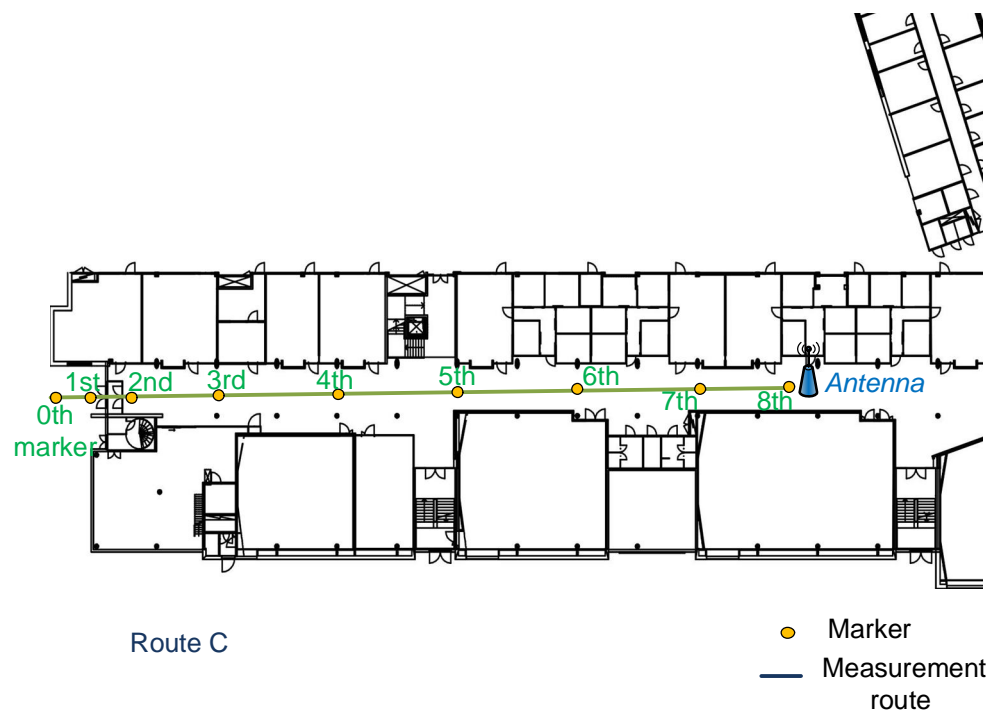 1st
2nd
3rd
4th
5th
6th
7th
8th
Antenna
0th
marker
Route C
Marker
Measurement
route